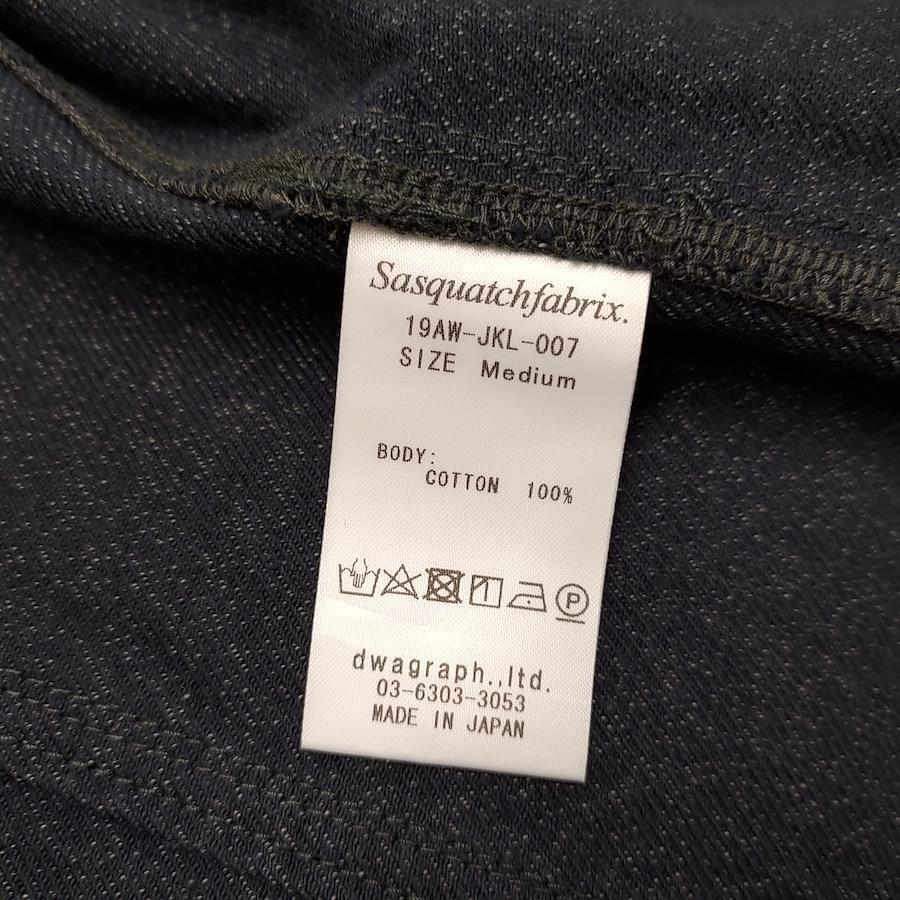 Sasquatchfabrix.
19AW-JKL-007
SIZE Medium
BODY:
COTTON 100%
P
dwagraph.,ltd.
03-6303-3053
MADE IN JAPAN